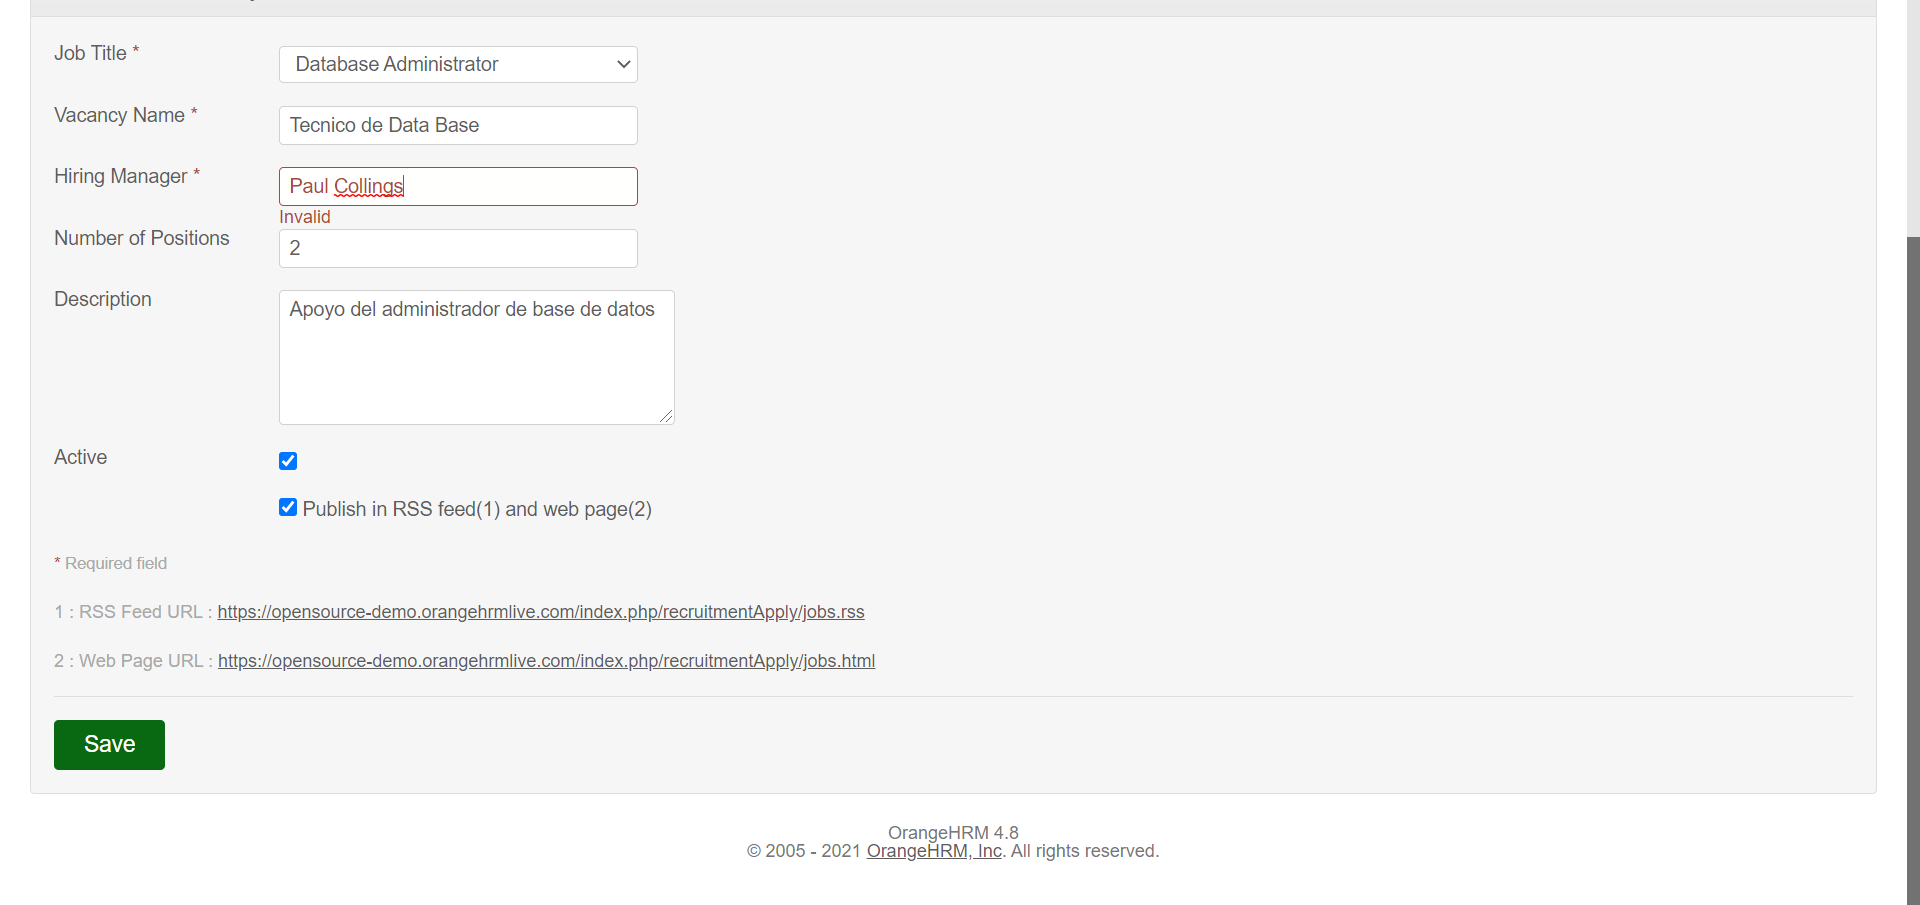 Job Title *
Database Administrator
Vacancy Name *
Tecnico de Data Base
Hiring Manager *
Paul Collings
Invalid
Number of Positions
2
Description
Apoyo del administrador de base de datos
Active
Publish in RSS feed(1) and web page(2)
* Required field
1 : RSS Feed URL : https://opensource-demo.orangehrmlive.com/index.php/recruitmentApply/jobs.rss
2 : Web Page URL : https://opensource-demo.orangehrmlive.com/index.php/recruitmentApply/jobs.html
Save
OrangeHRM 4.8
© 2005 - 2021 OrangeHRM, Inc. All rights reserved.